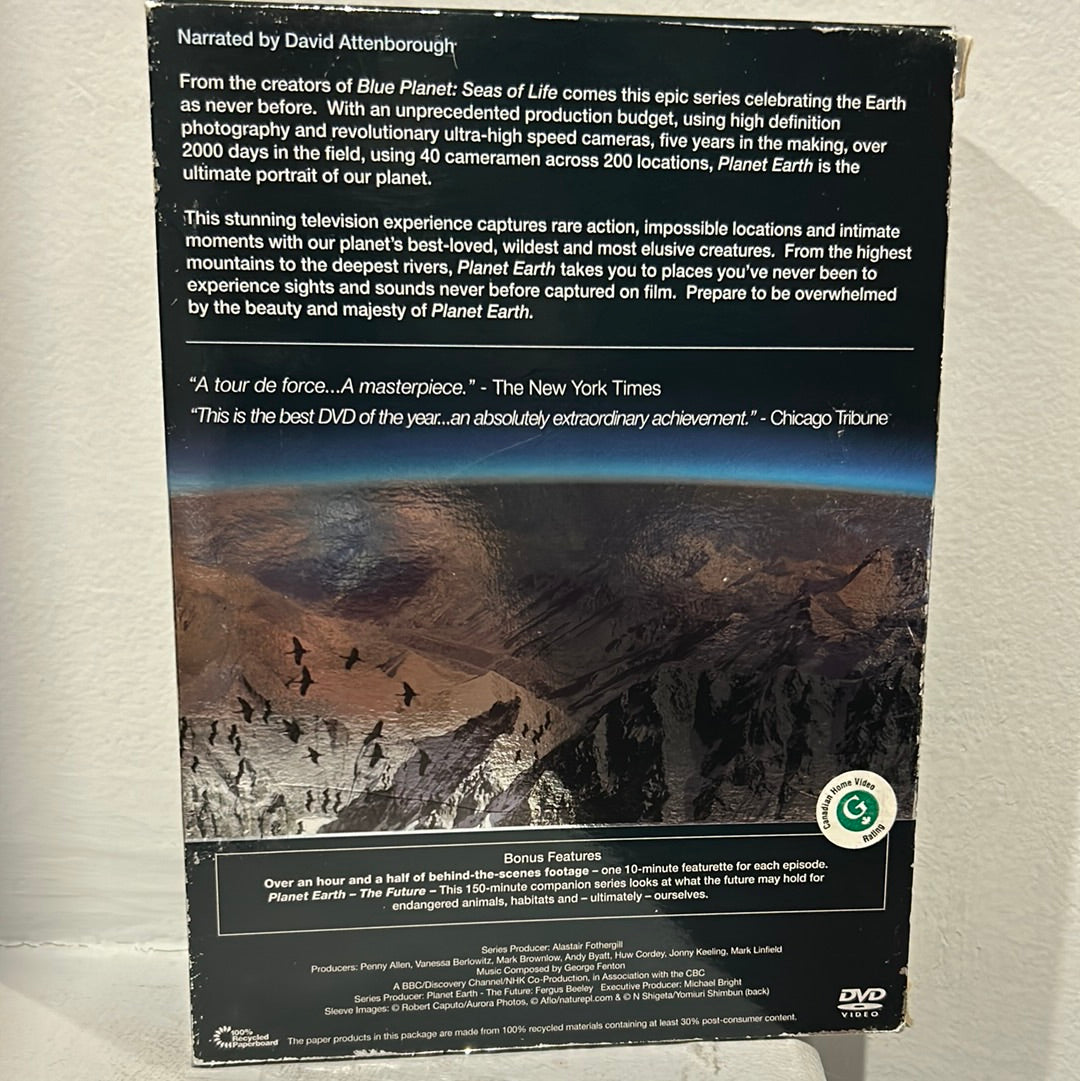 Narrated by David Attenborough
From the creators of Blue Planet: Seas of Life comes this epic series celebrating the Earth
as never before. With an unprecedented production budget, using high definition
photography and revolutionary ultra-high speed cameras, five years in the making, over
2000 days in the field, using 40 cameramen across 200 locations, Planet Earth is the
ultimate portrait of our planet.
This stunning television experience captures rare action, impossible locations and intimate
moments with our planet's best-loved, wildest and most elusive creatures. From the highest
mountains to the deepest rivers, Planet Earth takes you to places you've never been to
experience sights and sounds never before captured on film. Prepare to be overwhelmed
by the beauty and majesty of Planet Earth.
"A tour de force...A masterpiece." - The New York Times
"This is the best DVD of the year...an absolutely extraordinary achievement." - Chicago Tribune
Canadian Home Video
G
Rating
Bonus Features
Over an hour and a half of behind-the-scenes footage – one 10-minute featurette for each episode.
Planet Earth – The Future – This 150-minute companion series looks at what the future may hold for
endangered animals, habitats and – ultimately – ourselves.
Series Producer: Alastair Fothergill
Producers: Penny Allen, Vanessa Berlowitz, Mark Brownlow, Andy Byatt, Huw Cordey, Jonny Keeling, Mark Linfield
Music Composed by George Fenton
A BBC/Discovery Channel/NHK Co-Production, in Association with the CBC
Series Producer: Planet Earth - The Future: Fergus Beeley Executive Producer: Michael Bright
Sleeve Images: © Robert Caputo/Aurora Photos, © Aflo/naturepl.com & © N Shigeta/Yomiuri Shimbun (back)
DVD
VIDEO
100%
Recycled
Paperboard
The paper products in this package are made from 100% recycled materials containing at least 30% post-consumer content.